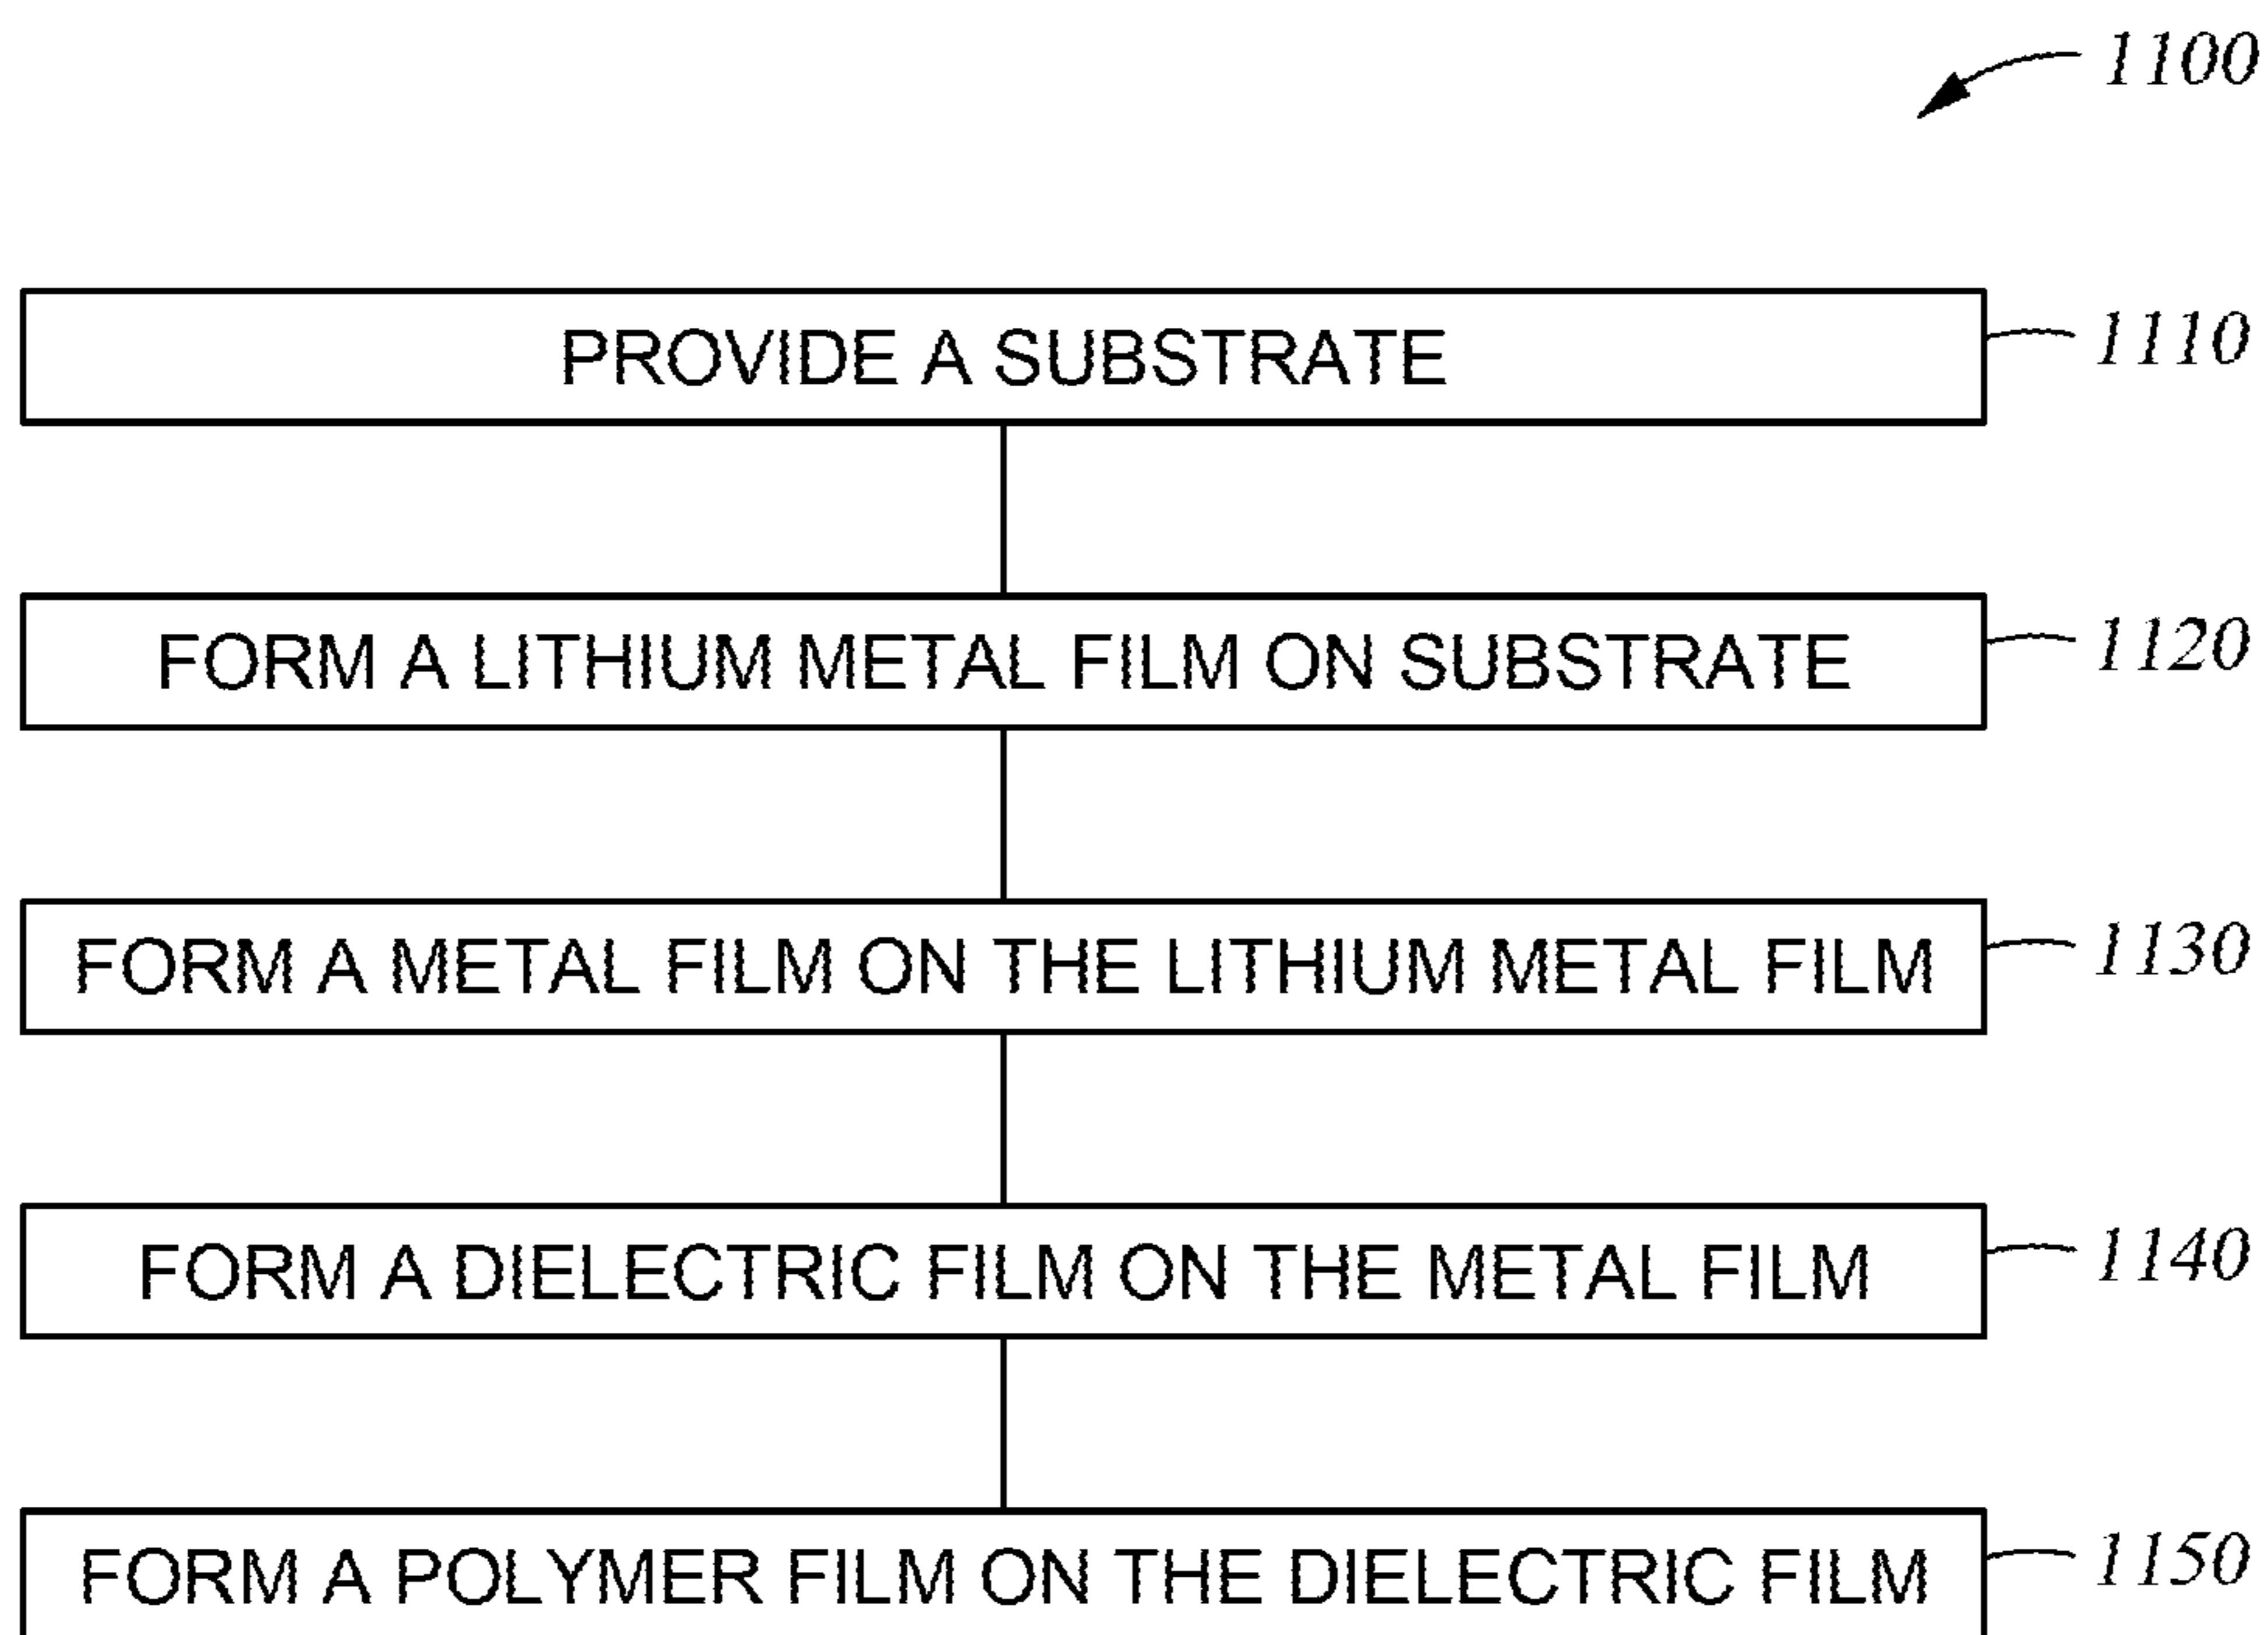 1100
PROVIDE A SUBSTRATE 1110
FORM A LITHIUM METAL FILM ON SUBSTRATE 1120
FORM A METAL FILM ON THE LITHIUM METAL FILM 1130
FORM A DIELECTRIC FILM ON THE METAL FILM 1140
FORM A POLYMER FILM ON THE DIELECTRIC FILM 1150